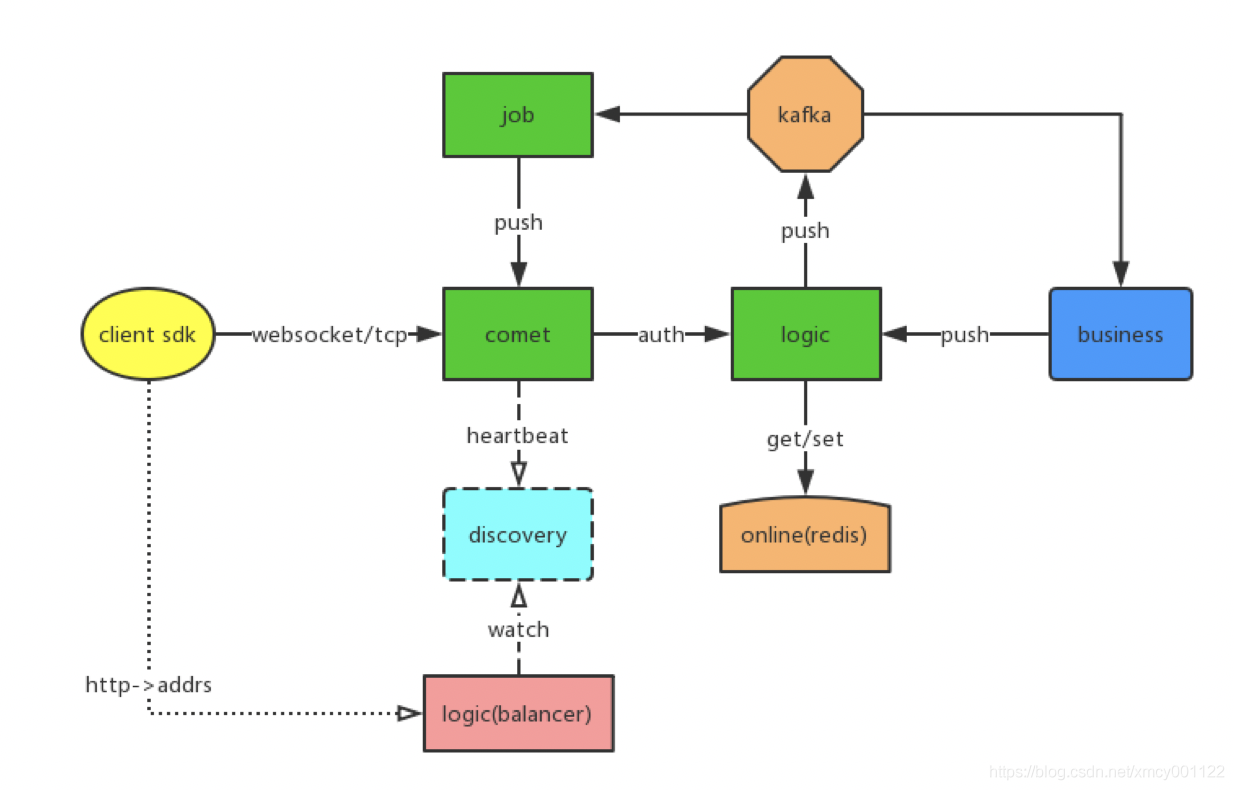 job
kafka
push
push
client sdk
websocket/tcp
comet
auth
logic
push
business
heartbeat
get/set
discovery
online(redis)
watch
http->addrs
logic(balancer)
https://blog.csdn.net/xmcy001122